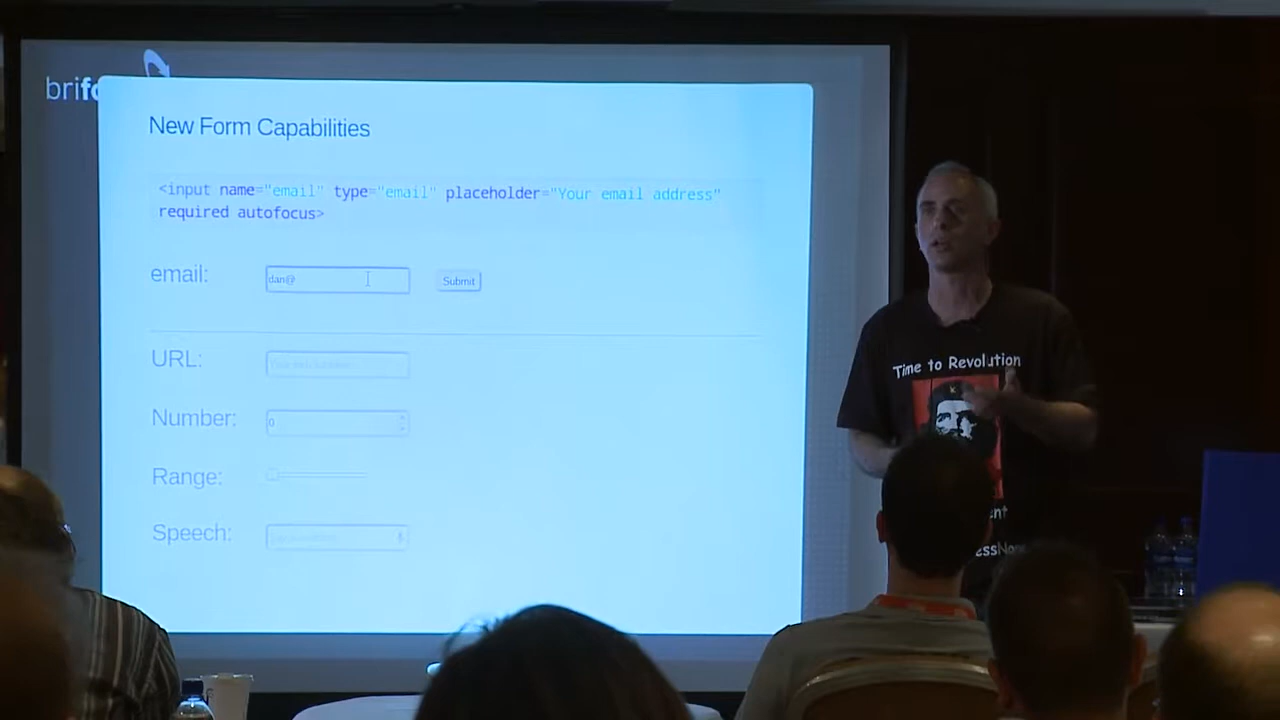 brifo
New Form Capabilities
<input name="email" type="email" placeholder="Your email address"
required autofocus>
email: dan@ Submit
URL:
Number: 0
Range:
Speech:
Time to Revolution